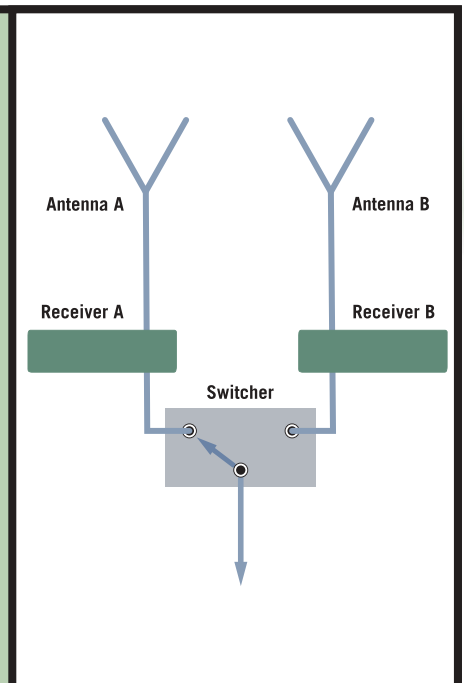 Antenna A
Antenna B
Receiver A
Receiver B
Switcher